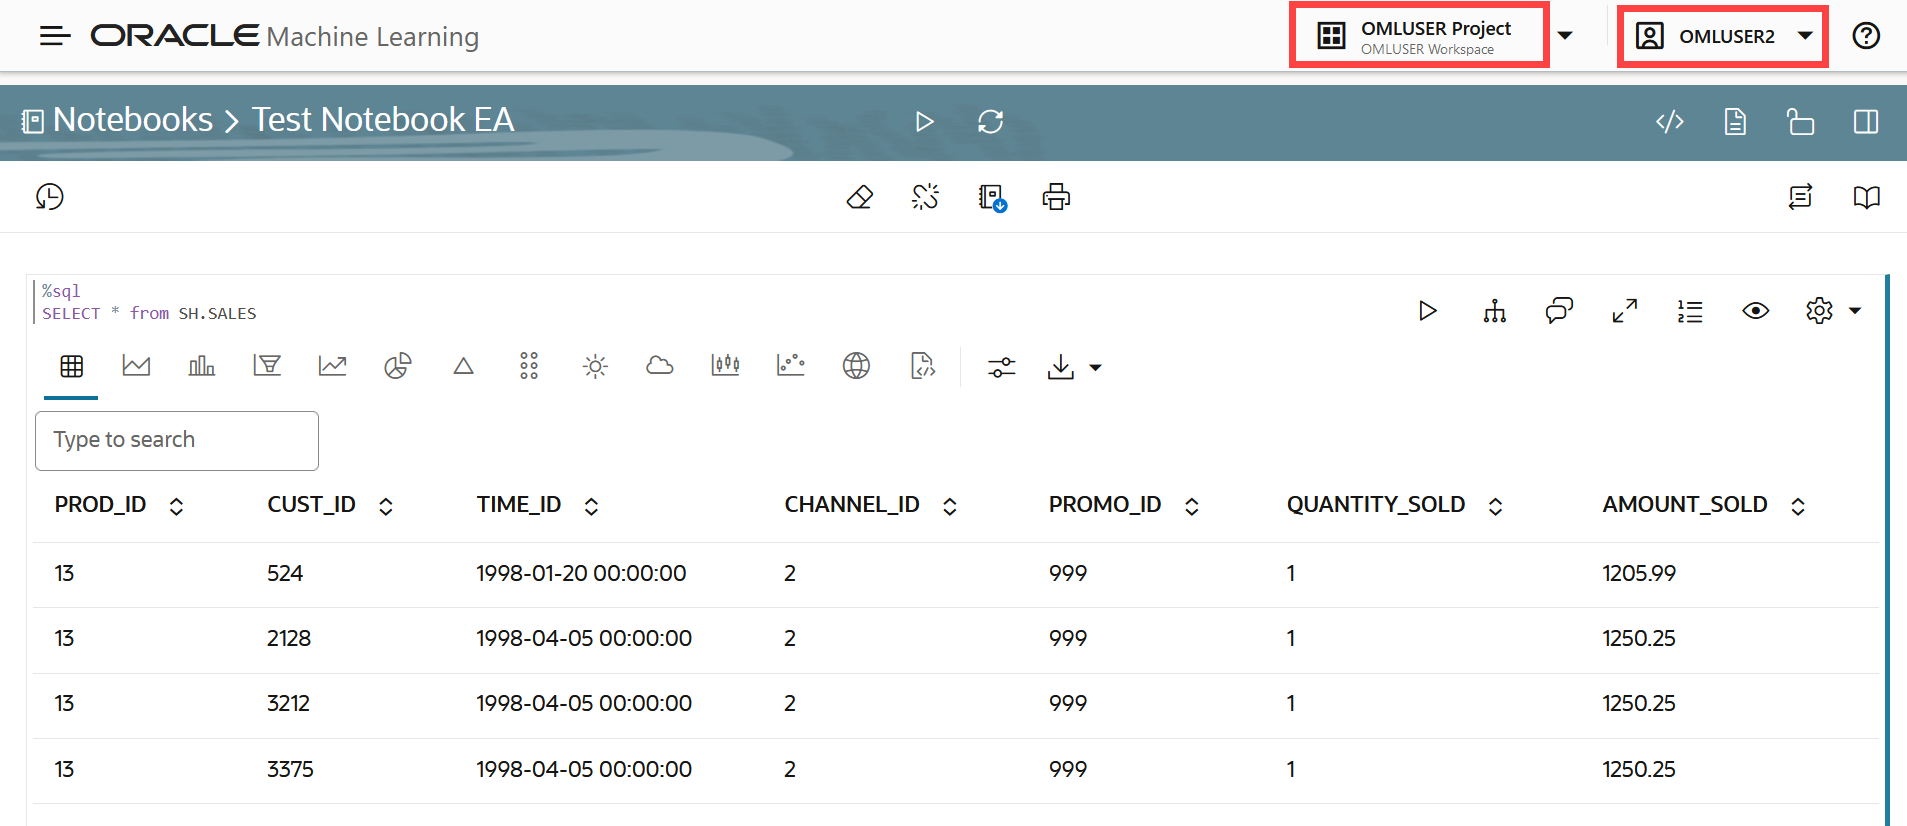 ORACLE Machine Learning
OMLUSER Project
OMLUSER Workspace
OMLUSER2
Notebooks > Test Notebook EA
%sql
SELECT * from SH.SALES
Type to search
PROD_ID CUST_ID TIME_ID CHANNEL_ID PROMO_ID QUANTITY_SOLD AMOUNT_SOLD
13 524 1998-01-20 00:00:00 2 999 1 1205.99
13 2128 1998-04-05 00:00:00 2 999 1 1250.25
13 3212 1998-04-05 00:00:00 2 999 1 1250.25
13 3375 1998-04-05 00:00:00 2 999 1 1250.25